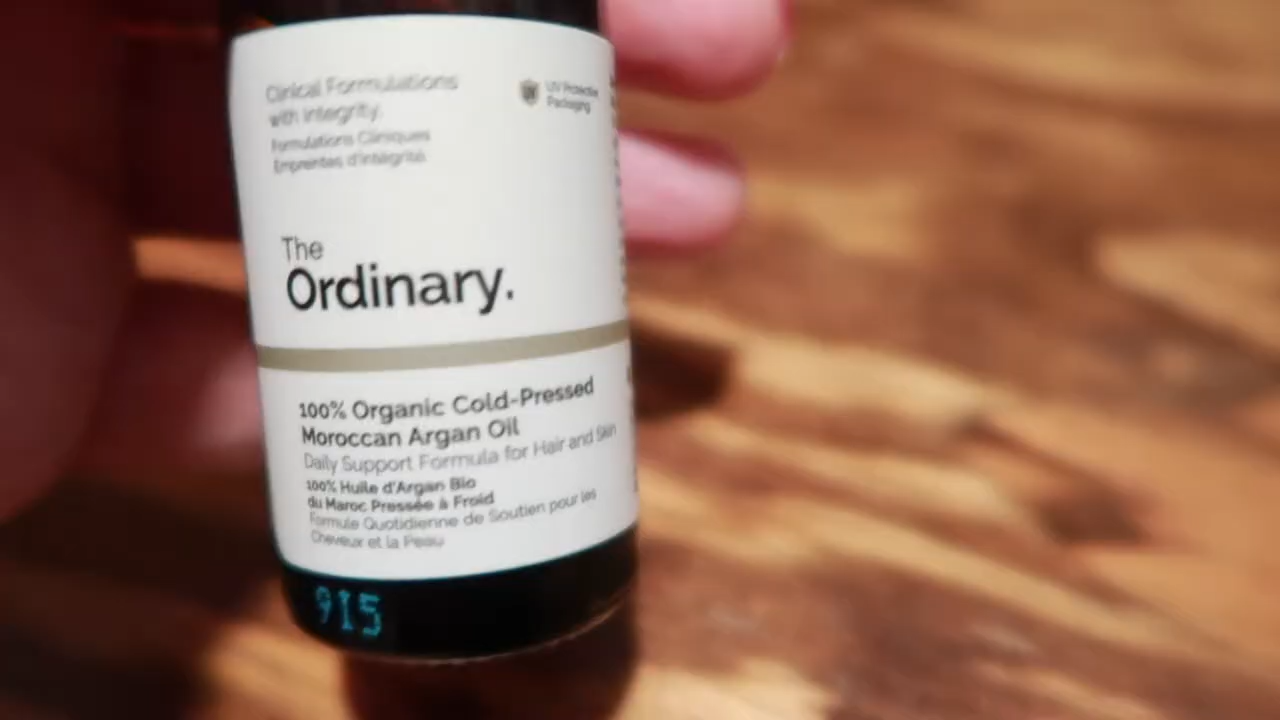 Clinical Formulations
with Integrity.
Formulations Cliniques
Empreintes d'intégrité.
UV Protective
Packaging
The
Ordinary.
100% Organic Cold-Pressed
Moroccan Argan Oil
Daily Support Formula for Hair and Skin
100% Huile d'Argan Bio
du Maroc Pressée à Froid
Formule Quotidienne de Soutien pour les
Cheveux et la Peau
915